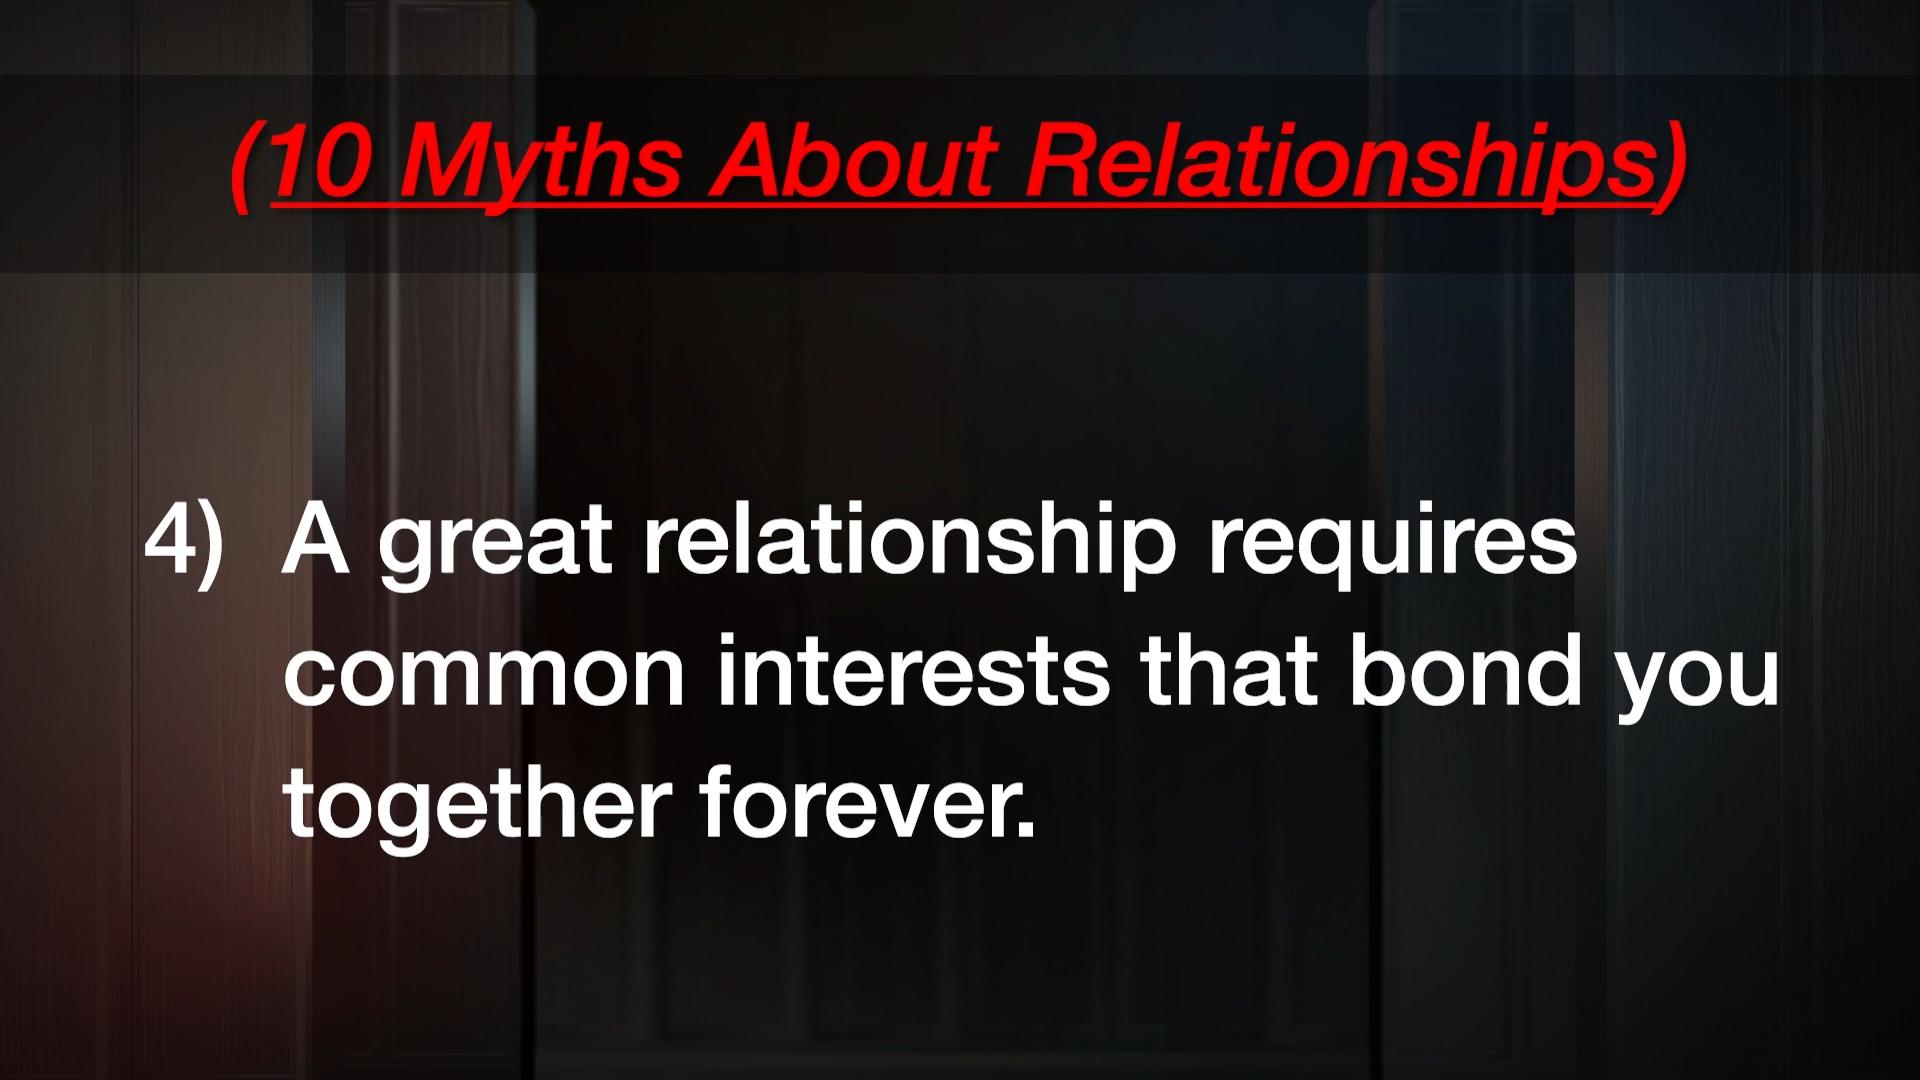 (10 Myths About Relationships)
4) A great relationship requires
common interests that bond you
together forever.